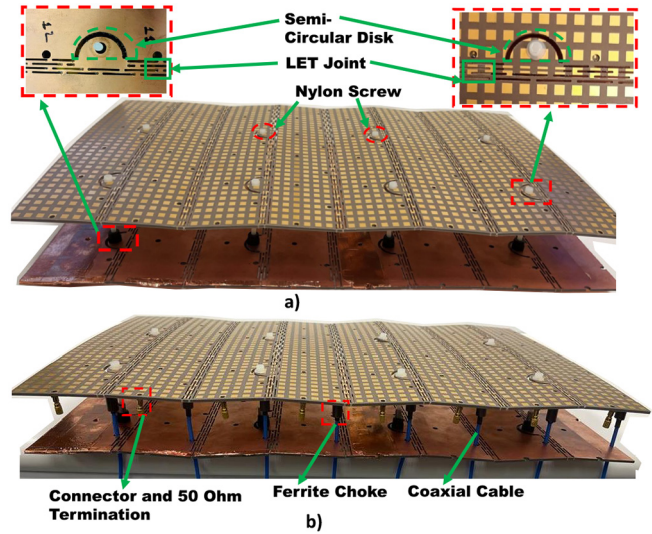 Semi-
Circular Disk
LET Joint
Nylon Screw
a)
Connector and 50 Ohm
Termination
Ferrite Choke
Coaxial Cable
b)